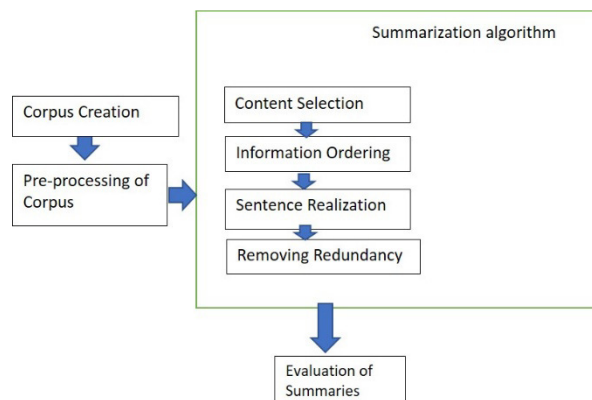 Summarization algorithm
Corpus Creation
Pre-processing of
Corpus
Content Selection
Information Ordering
Sentence Realization
Removing Redundancy
Evaluation of
Summaries